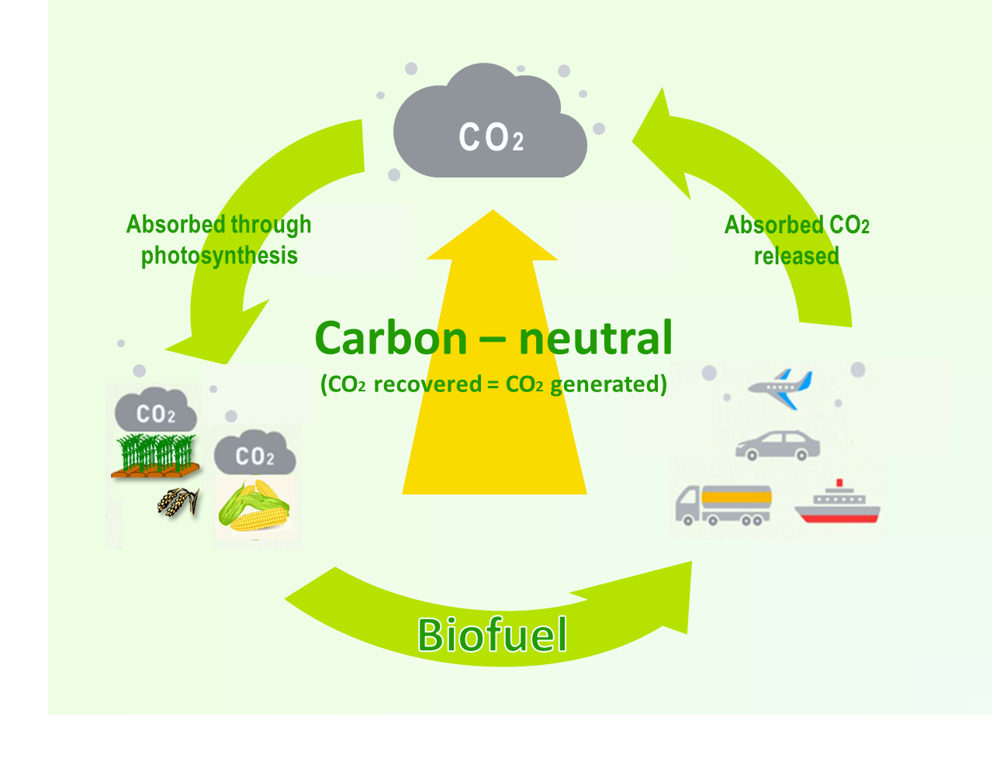 CO₂
Absorbed through
photosynthesis
Absorbed CO₂
released
Carbon – neutral
(CO₂ recovered = CO₂ generated)
CO₂
CO₂
Biofuel